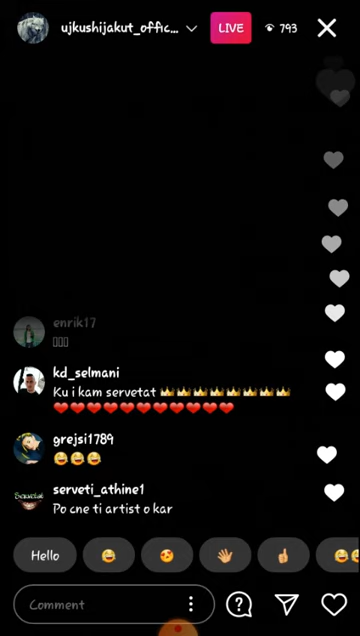 ujkushijakut_offic...
LIVE
793
enrik17
kd_selmani
Ku i kam servetat 👑👑👑👑👑👑👑👑
❤️❤️❤️❤️❤️❤️❤️❤️❤️❤️❤️
grejsi1789
😂😂😂
serveti_athine1
Po cne ti artist o kar
Hello
Comment